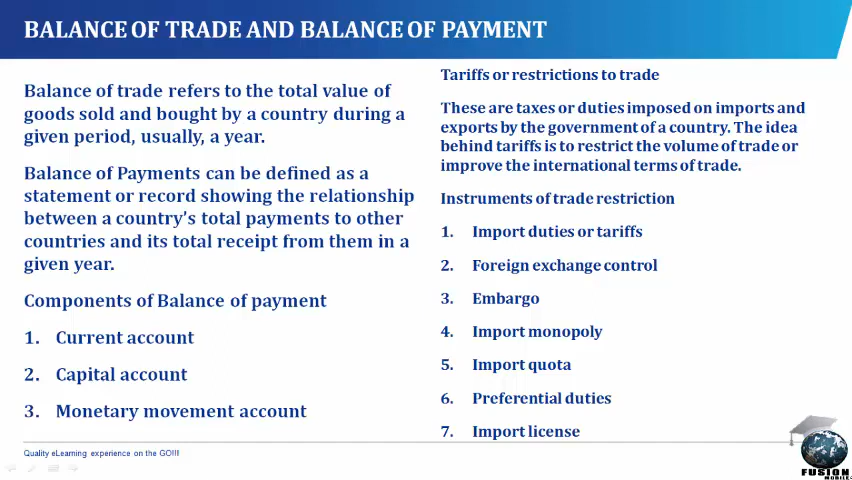 BALANCE OF TRADE AND BALANCE OF PAYMENT
Balance of trade refers to the total value of
goods sold and bought by a country during a
given period, usually, a year.
Balance of Payments can be defined as a
statement or record showing the relationship
between a country's total payments to other
countries and its total receipt from them in a
given year.
Components of Balance of payment
1. Current account
2. Capital account
3. Monetary movement account
Tariffs or restrictions to trade
These are taxes or duties imposed on imports and
exports by the government of a country. The idea
behind tariffs is to restrict the volume of trade or
improve the international terms of trade.
Instruments of trade restriction
1. Import duties or tariffs
2. Foreign exchange control
3. Embargo
4. Import monopoly
5. Import quota
6. Preferential duties
7. Import license
Quality eLearning experience on the GO!!!
FUSION
MOBILE